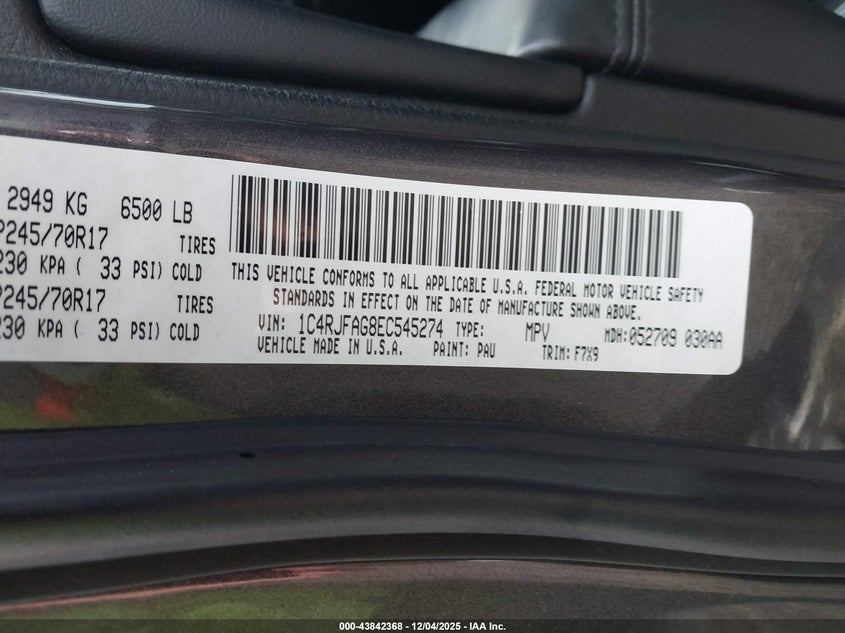 2949 KG 6500 LB
P245/70R17 TIRES
230 KPA ( 33 PSI) COLD
P245/70R17 TIRES
230 KPA ( 33 PSI) COLD
THIS VEHICLE CONFORMS TO ALL APPLICABLE U.S.A. FEDERAL MOTOR VEHICLE SAFETY
STANDARDS IN EFFECT ON THE DATE OF MANUFACTURE SHOWN ABOVE.
VIN: 1C4RJFAG8EC545274 TYPE: MPV MDH:052709 030AA
VEHICLE MADE IN U.S.A. PAINT: PAU TRIM: F7X9
000-43842368 - 12/04/2025 - IAA Inc.